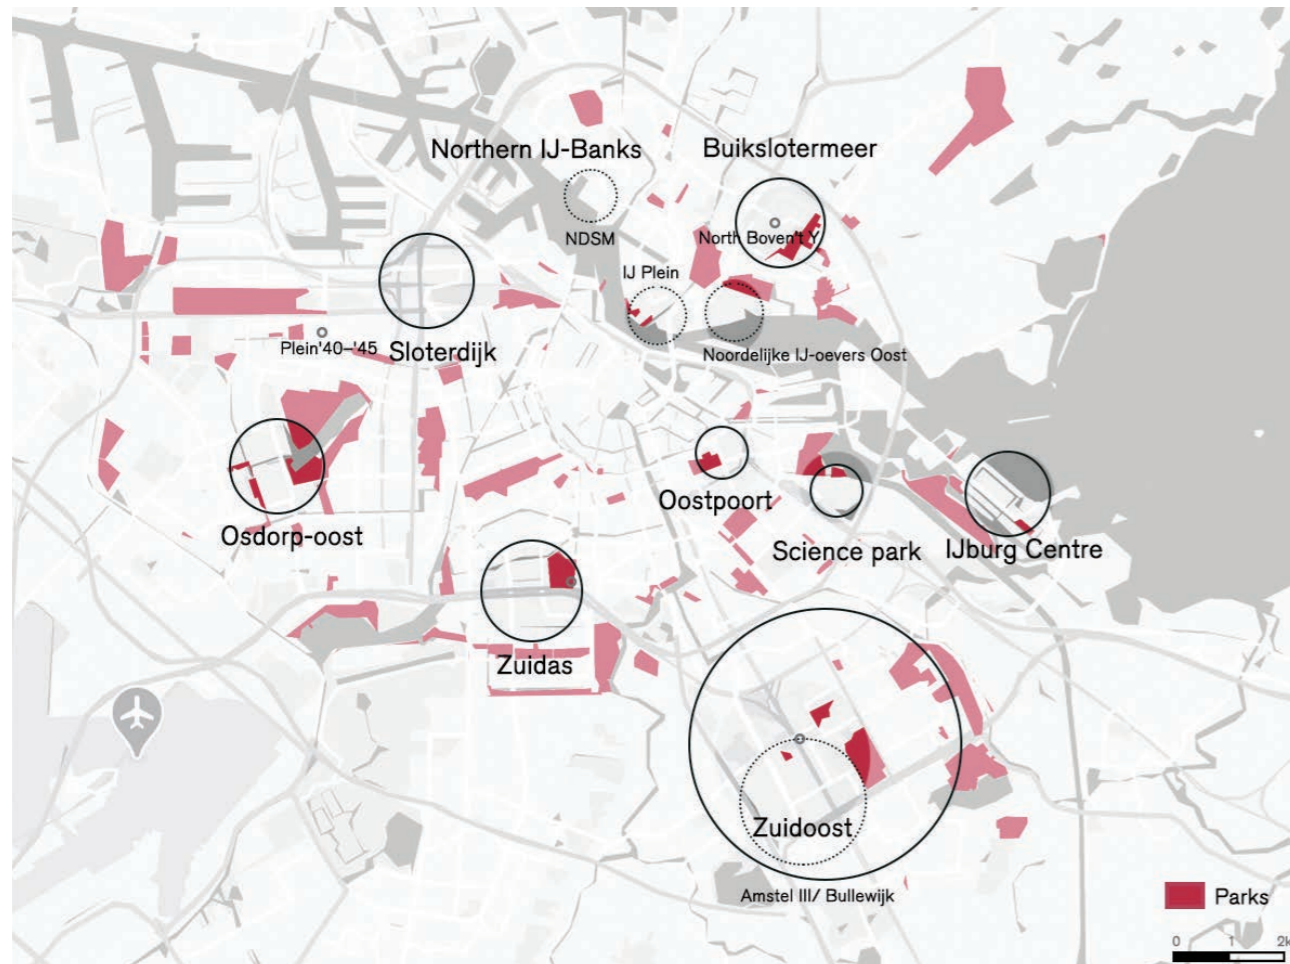 Northern IJ-Banks
Buikslotermeer
NDSM
North Boven't Y
IJ Plein
Plein'40–'45
Sloterdijk
Noordelijke IJ-oevers Oost
Oostpoort
Osdorp-oost
Science park
IJburg Centre
Zuidas
Zuidoost
Amstel III/ Bullewijk
Parks
0 1 2k